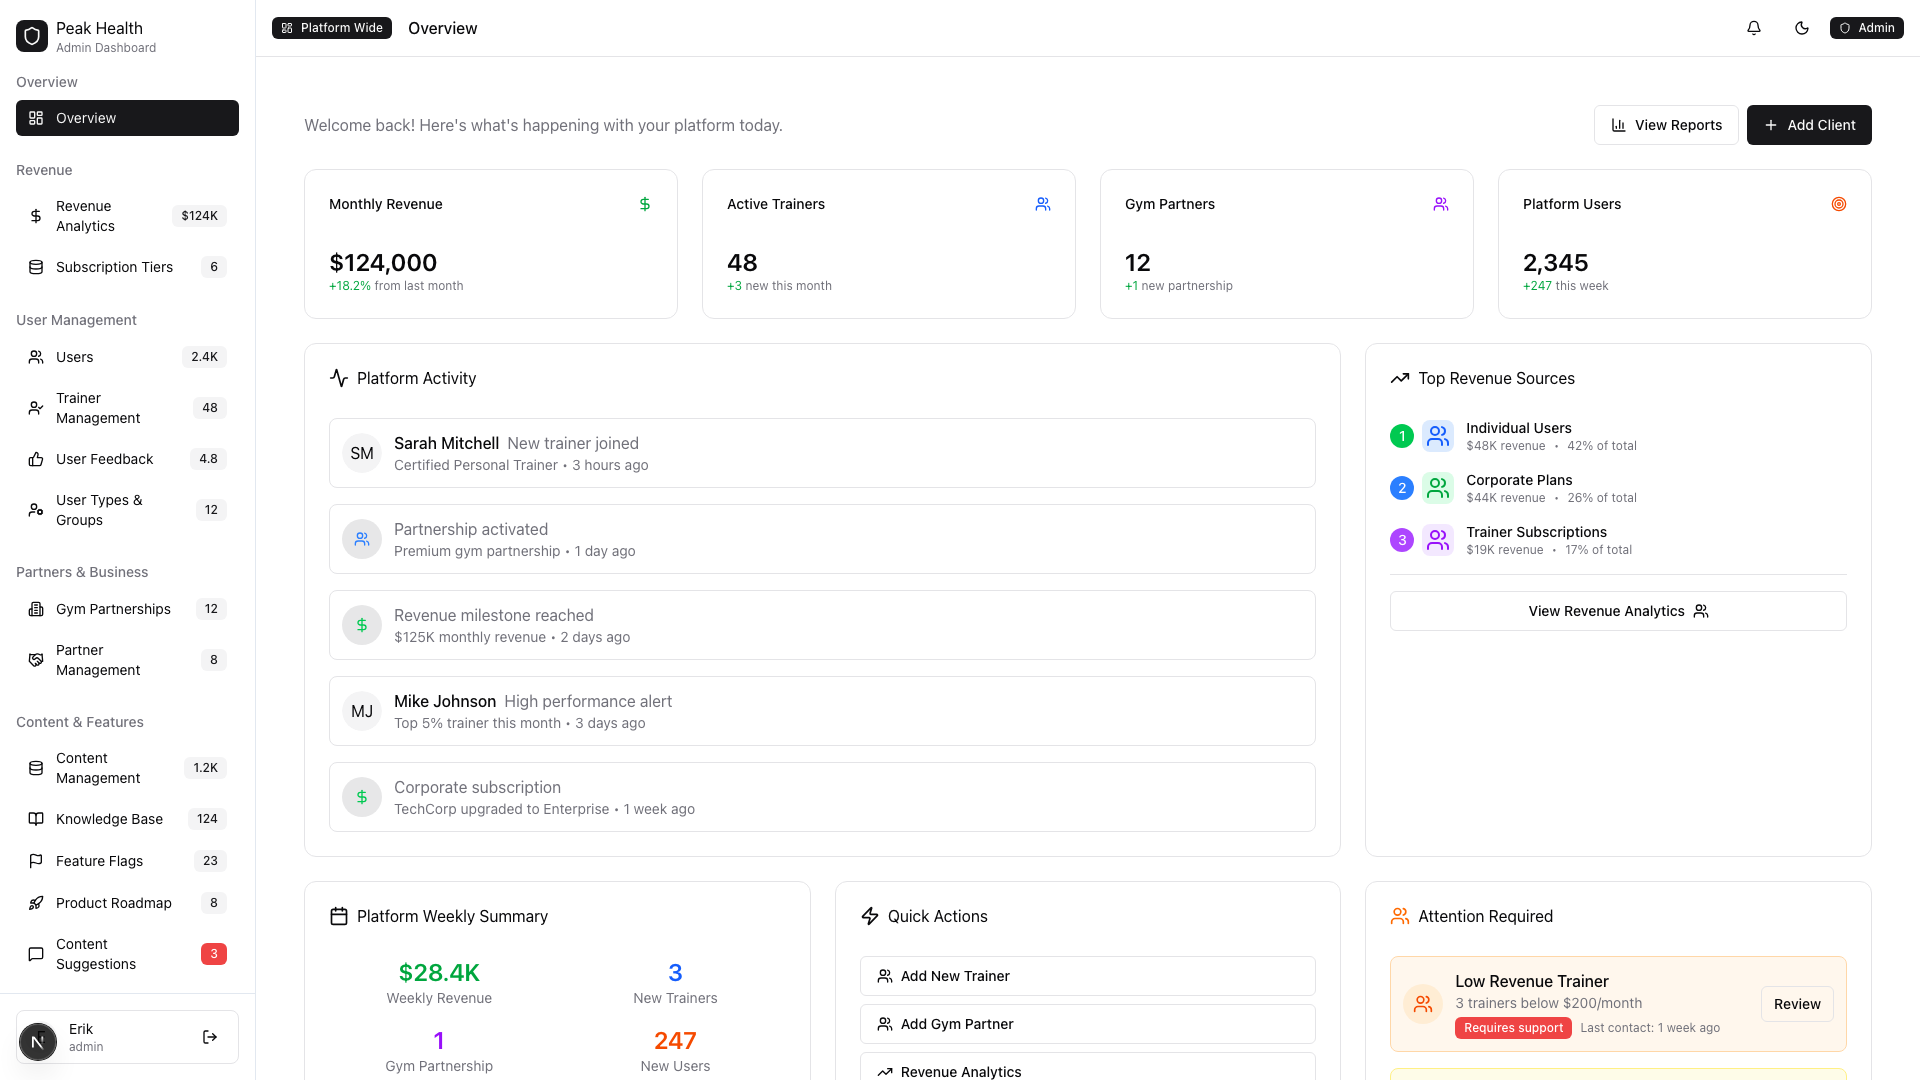 Peak Health
Admin Dashboard
Overview
Overview
Revenue
Revenue
Analytics
$124K
Subscription Tiers
6
User Management
Users
2.4K
Trainer
Management
48
User Feedback
4.8
User Types &
Groups
12
Partners & Business
Gym Partnerships
12
Partner
Management
8
Content & Features
Content
Management
1.2K
Knowledge Base
124
Feature Flags
23
Product Roadmap
8
Content
Suggestions
3
N
Erik
admin
Platform Wide
Overview
Admin
Welcome back! Here's what's happening with your platform today.
View Reports
Add Client
Monthly Revenue
$124,000
+18.2% from last month
Active Trainers
48
+3 new this month
Gym Partners
12
+1 new partnership
Platform Users
2,345
+247 this week
Platform Activity
SM
Sarah Mitchell New trainer joined
Certified Personal Trainer • 3 hours ago
Partnership activated
Premium gym partnership • 1 day ago
Revenue milestone reached
$125K monthly revenue • 2 days ago
MJ
Mike Johnson High performance alert
Top 5% trainer this month • 3 days ago
Corporate subscription
TechCorp upgraded to Enterprise • 1 week ago
Top Revenue Sources
1
Individual Users
$48K revenue • 42% of total
2
Corporate Plans
$44K revenue • 26% of total
3
Trainer Subscriptions
$19K revenue • 17% of total
View Revenue Analytics
Platform Weekly Summary
$28.4K
Weekly Revenue
3
New Trainers
1
Gym Partnership
247
New Users
Quick Actions
Add New Trainer
Add Gym Partner
Revenue Analytics
Attention Required
Low Revenue Trainer
3 trainers below $200/month
Requires support
Last contact: 1 week ago
Review